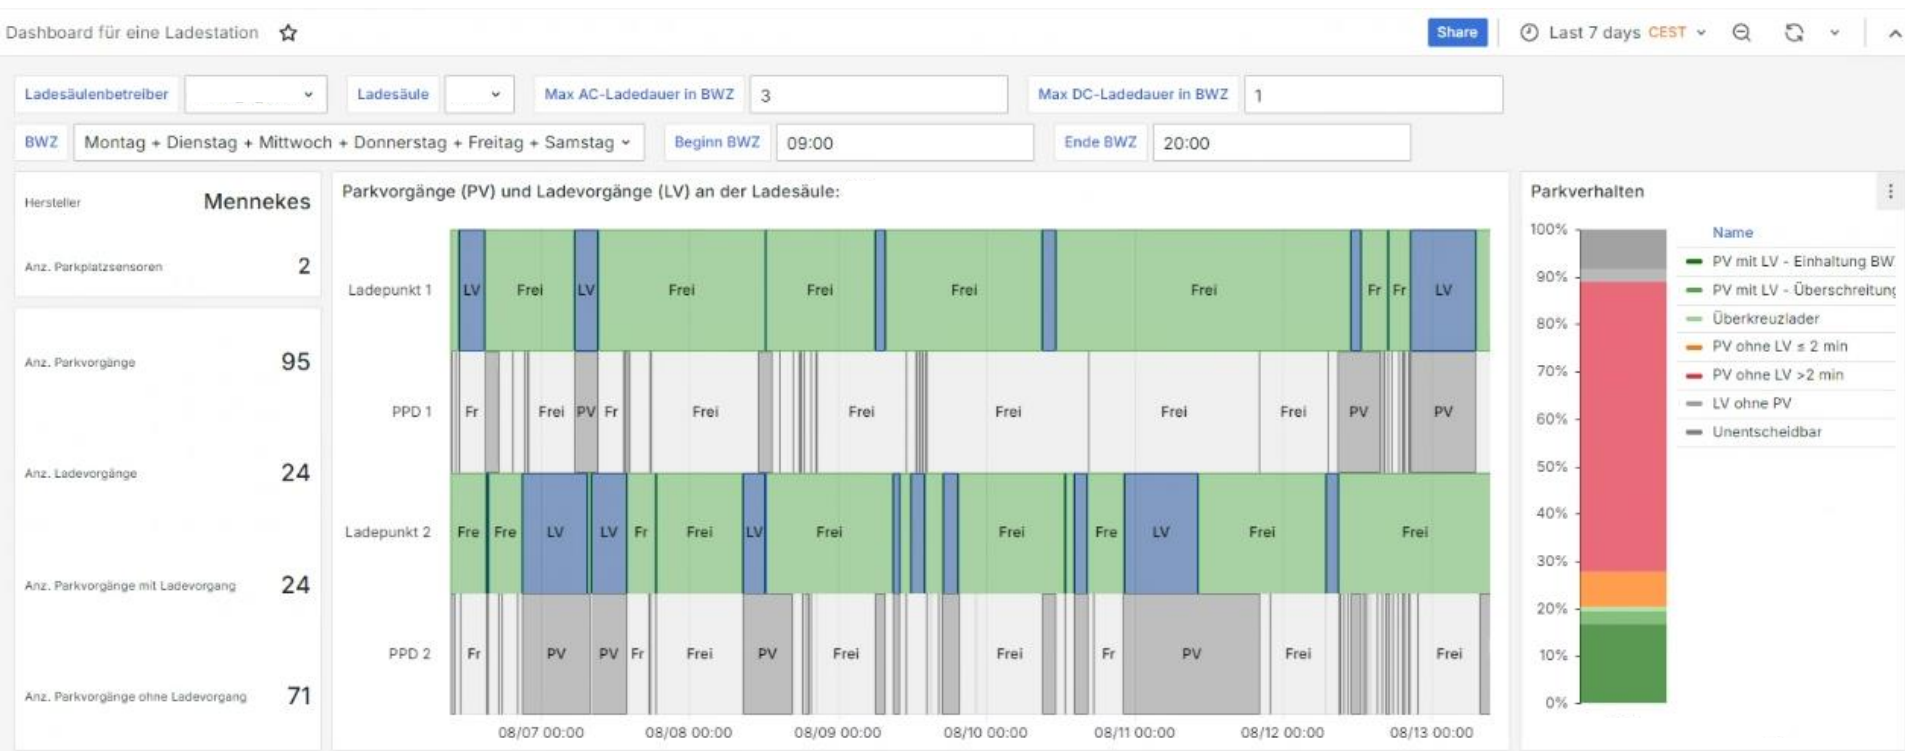 Dashboard für eine Ladestation
Share
Last 7 days CEST
Ladesäulenbetreiber
Ladesäule
Max AC-Ladedauer in BWZ 3
Max DC-Ladedauer in BWZ 1
BWZ Montag + Dienstag + Mittwoch + Donnerstag + Freitag + Samstag
Beginn BWZ 09:00
Ende BWZ 20:00
Hersteller Mennekes
Anz. Parkplatzsensoren 2
Anz. Parkvorgänge 95
Anz. Ladevorgänge 24
Anz. Parkvorgänge mit Ladevorgang 24
Anz. Parkvorgänge ohne Ladevorgang 71
Parkvorgänge (PV) und Ladevorgänge (LV) an der Ladesäule:
Ladepunkt 1 LV Frei LV Frei Frei Frei Frei Fr Fr LV
PPD 1 Fr Frei PV Fr Frei Frei Frei Frei Frei PV PV
Ladepunkt 2 Fre Fre LV LV Fr Frei LV Frei Frei Fre LV Frei Frei
PPD 2 Fr PV PV Fr Frei PV Frei Frei Fr PV Frei Frei
08/07 00:00 08/08 00:00 08/09 00:00 08/10 00:00 08/11 00:00 08/12 00:00 08/13 00:00
Parkverhalten
100%
90%
80%
70%
60%
50%
40%
30%
20%
10%
0%
Name
PV mit LV - Einhaltung BW
PV mit LV - Überschreitung
Überkreuzlader
PV ohne LV ≤ 2 min
PV ohne LV >2 min
LV ohne PV
Unentscheidbar